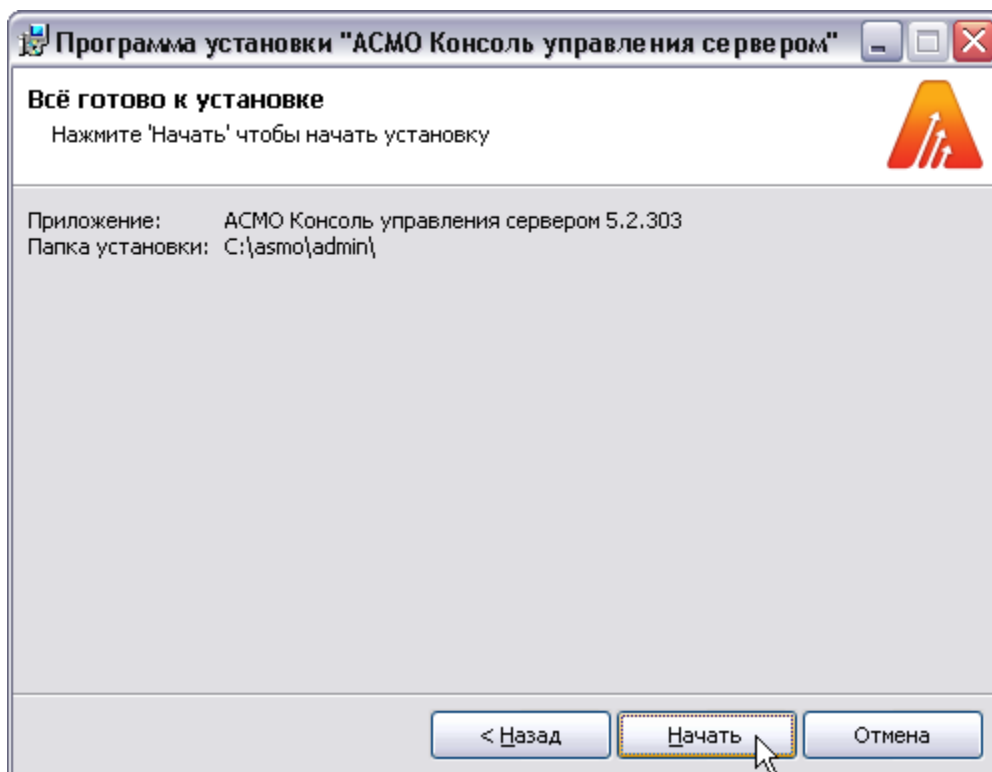 Программа установки "АСМО Консоль управления сервером"
Всё готово к установке
Нажмите 'Начать' чтобы начать установку
Приложение: АСМО Консоль управления сервером 5.2.303
Папка установки: C:\asmo\admin\
< Назад Начать Отмена